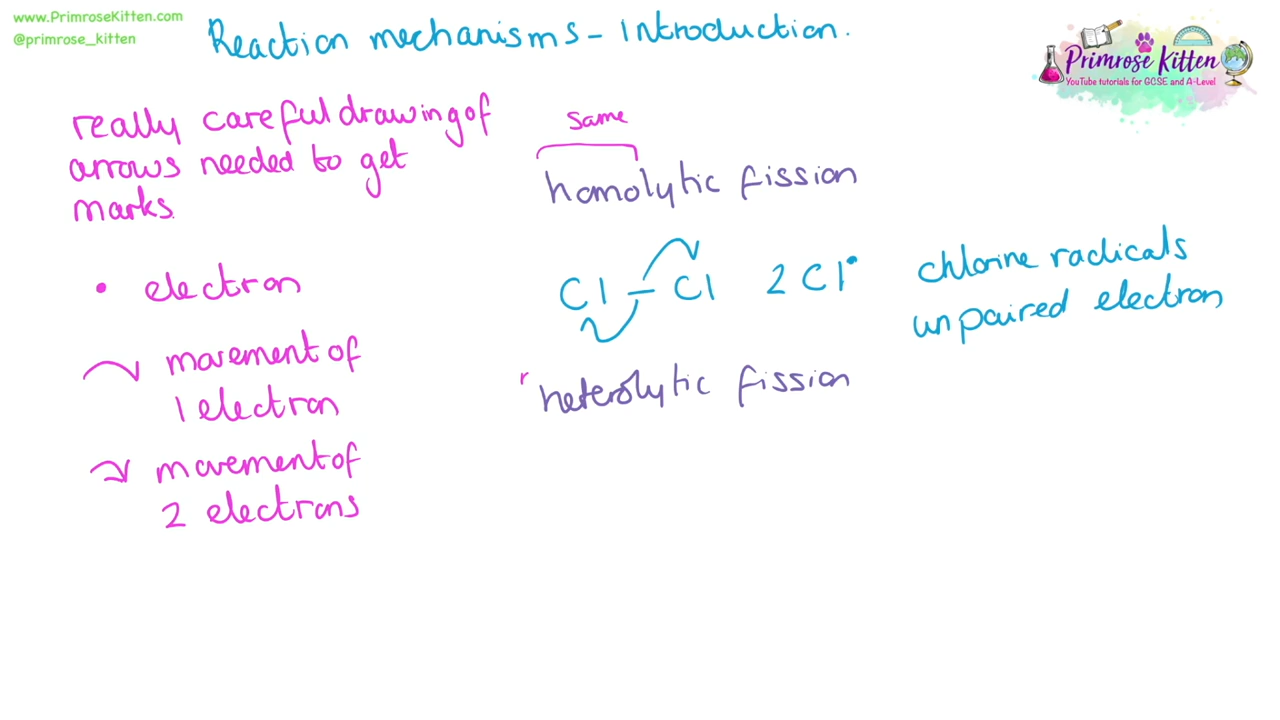 www.PrimroseKitten.com
@primrose_kitten
Reaction mechanisms - Introduction.
Primrose Kitten
YouTube tutorials for GCSE and A-Level
really careful drawing of
arrows needed to get
marks.
• electron
movement of
1 electron
movement of
2 electrons
same
homolytic fission
Cl – Cl 2 Cl•
chlorine radicals
unpaired electron
heterolytic fission